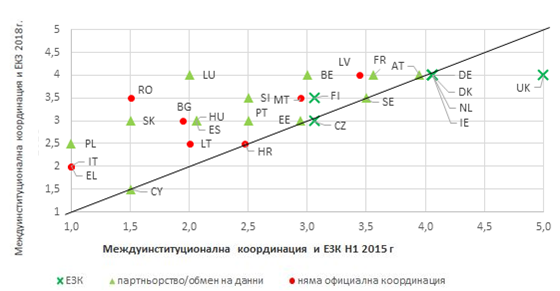 Междуинституционална координация и ЕКЗ 2018 г.
5
4,5
4
3,5
3
2,5
2
1,5
1
1,0
1,5
2,0
2,5
3,0
3,5
4,0
4,5
5,0
LU
BE
LV
FR
AT
DE
DK
NL
IE
UK
RO
SI
MT
FI
SE
SK
BG
HU
ES
PT
EE
CZ
PL
LT
HR
IT
EL
CY
Междуинституционална координация и ЕЗК H1 2015 г
ЕЗК
партньорство/обмен на данни
няма официална координация